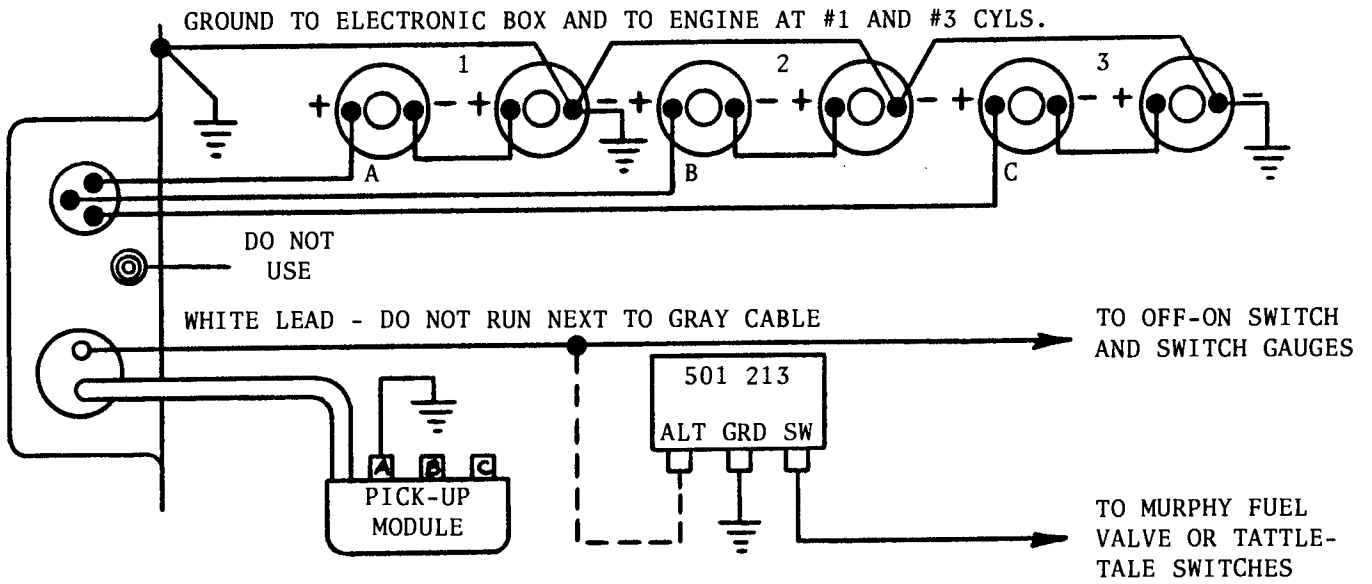 GROUND TO ELECTRONIC BOX AND TO ENGINE AT #1 AND #3 CYLS.
1
2
3
+ - + - + - + - + - + -
A
B
C
DO NOT
USE
WHITE LEAD - DO NOT RUN NEXT TO GRAY CABLE
TO OFF-ON SWITCH
AND SWITCH GAUGES
501 213
ALT GRD SW
A B C
PICK-UP
MODULE
TO MURPHY FUEL
VALVE OR TATTLE-
TALE SWITCHES